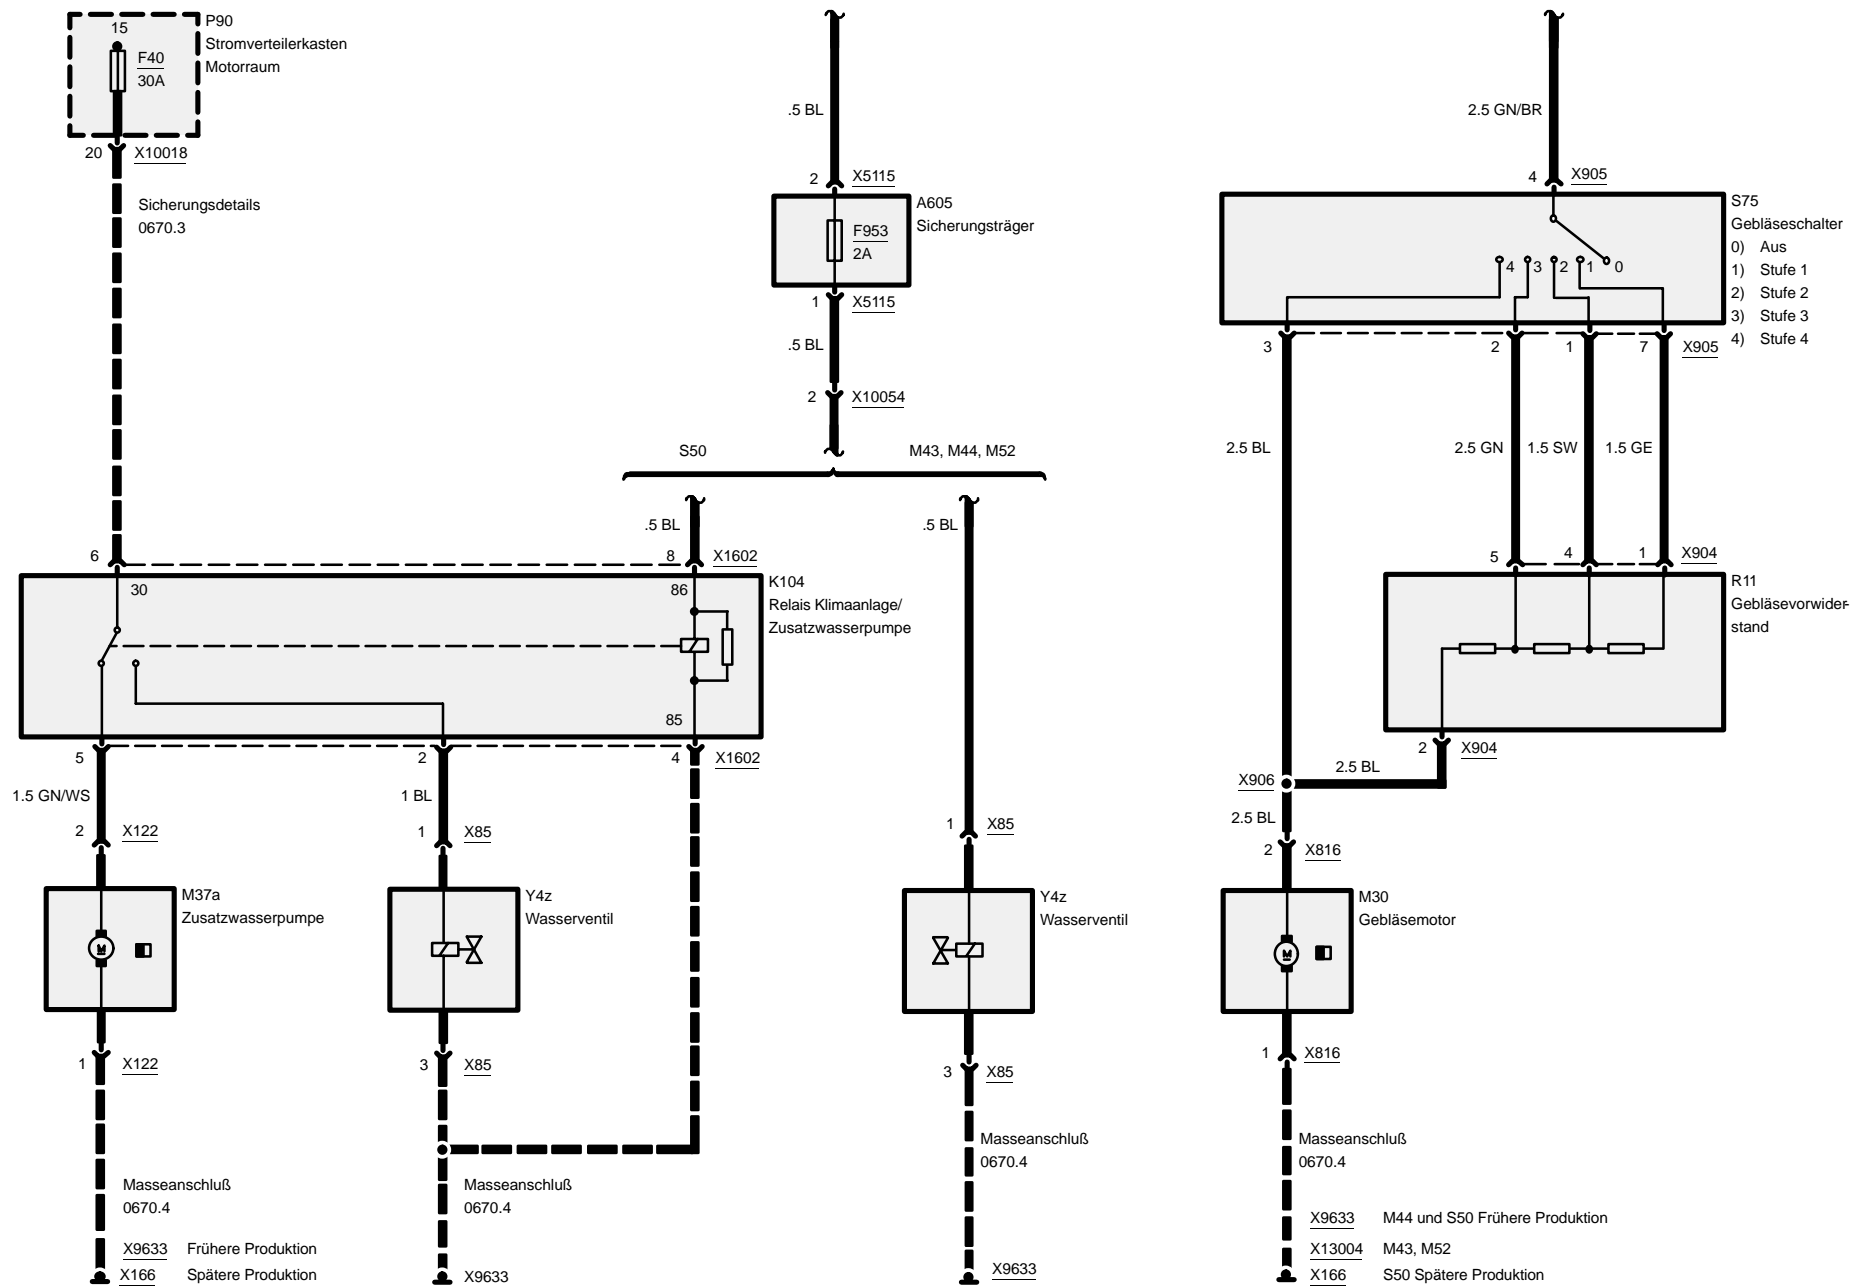 15
F40
30A
P90
Stromverteilerkasten
Motorraum
20 X10018
Sicherungsdetails
0670.3
.5 BL
2 X5115
F953
2A
A605
Sicherungsträger
1 X5115
.5 BL
2 X10054
S50
M43, M44, M52
.5 BL
.5 BL
6
8 X1602
30
86
85
K104
Relais Klimaanlage/
Zusatzwasserpumpe
5
2
4 X1602
1.5 GN/WS
1 BL
2 X122
1 X85
1 X85
M37a
Zusatzwasserpumpe
M
Y4z
Wasserventil
Y4z
Wasserventil
1 X122
3 X85
3 X85
Masseanschluß
0670.4
X9633 Frühere Produktion
X166 Spätere Produktion
Masseanschluß
0670.4
X9633
Masseanschluß
0670.4
X9633
2.5 GN/BR
4 X905
4 3 2 1 0
S75
Gebläseschalter
0) Aus
1) Stufe 1
2) Stufe 2
3) Stufe 3
4) Stufe 4
3 2 1 7 X905
2.5 BL
2.5 GN
1.5 SW
1.5 GE
5 4 1 X904
R11
Gebläsevorwider-
stand
2 X904
X906
2.5 BL
2.5 BL
2 X816
M
M30
Gebläsemotor
1 X816
Masseanschluß
0670.4
X9633 M44 und S50 Frühere Produktion
X13004 M43, M52
X166 S50 Spätere Produktion